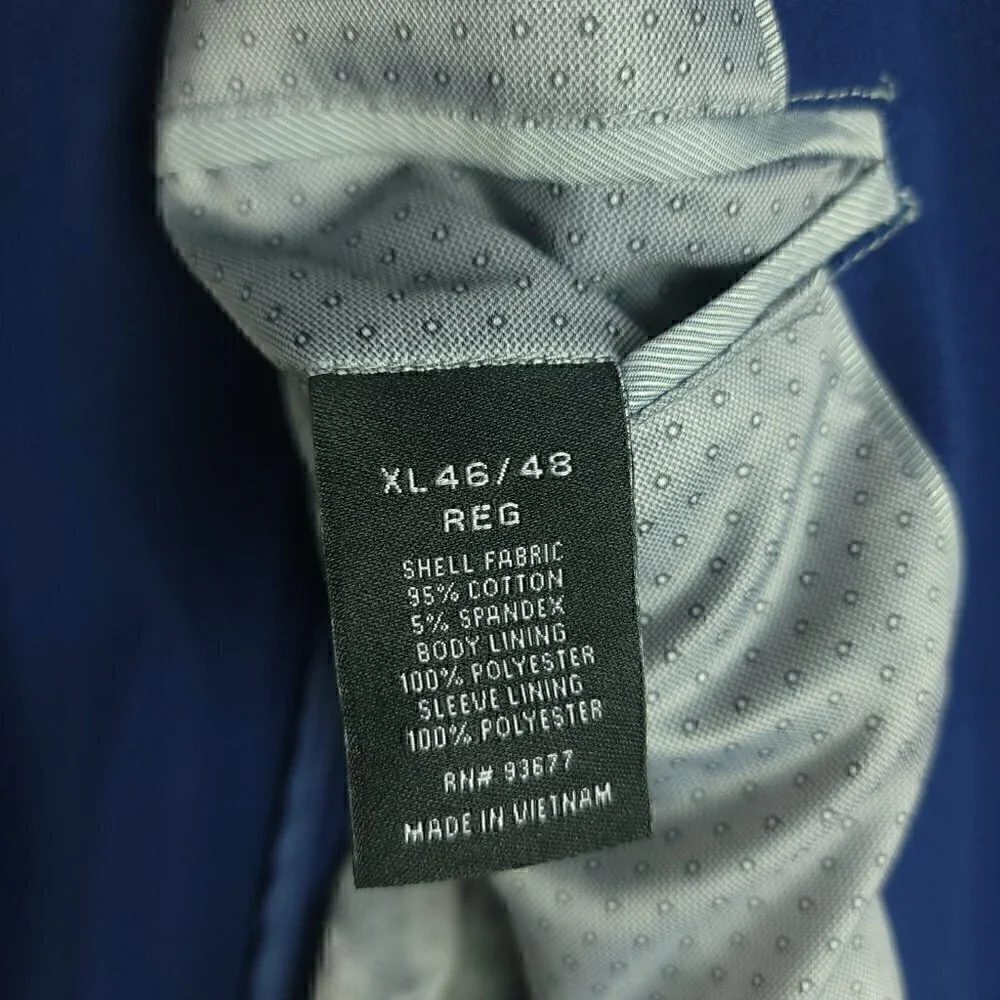 XL 46/48
REG
SHELL FABRIC
95% COTTON
5% SPANDEX
BODY LINING
100% POLYESTER
SLEEVE LINING
100% POLYESTER
RN# 93677
MADE IN VIETNAM